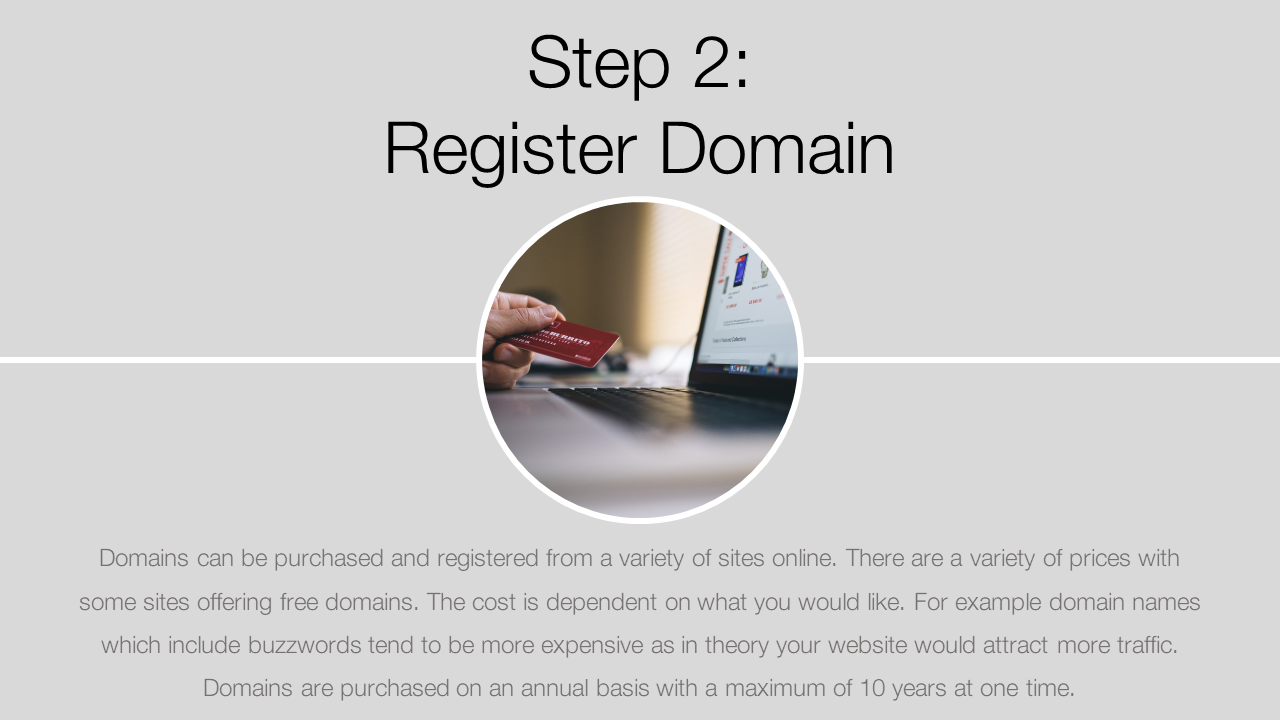 Step 2:
Register Domain
BURRITO
Domains can be purchased and registered from a variety of sites online. There are a variety of prices with
some sites offering free domains. The cost is dependent on what you would like. For example domain names
which include buzzwords tend to be more expensive as in theory your website would attract more traffic.
Domains are purchased on an annual basis with a maximum of 10 years at one time.